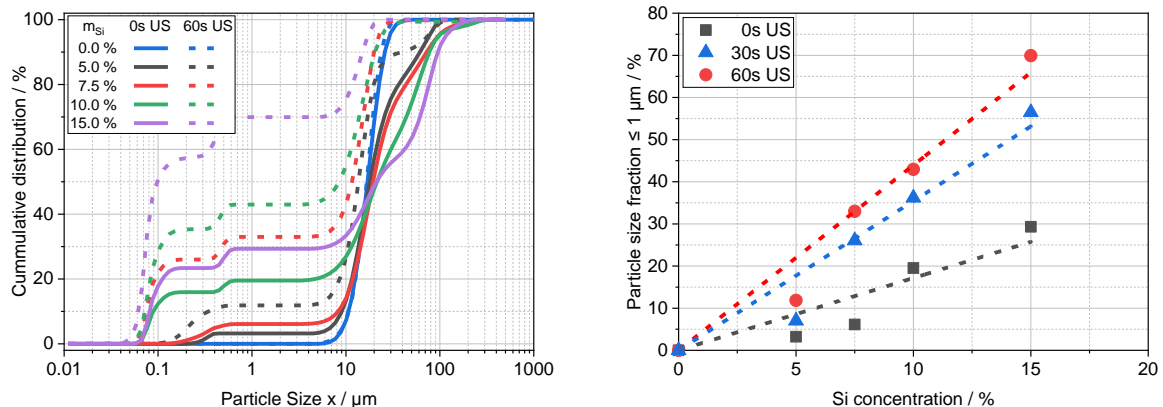 m_Si 0s US 60s US
0.0 %
5.0 %
7.5 %
10.0 %
15.0 %
Cummulative distribution / %
100
80
60
40
20
0
0.01 0.1 1 10 100 1000
Particle Size x / μm
0s US
30s US
60s US
Particle size fraction ≤ 1 μm / %
80
70
60
50
40
30
20
10
0
0 5 10 15 20
Si concentration / %